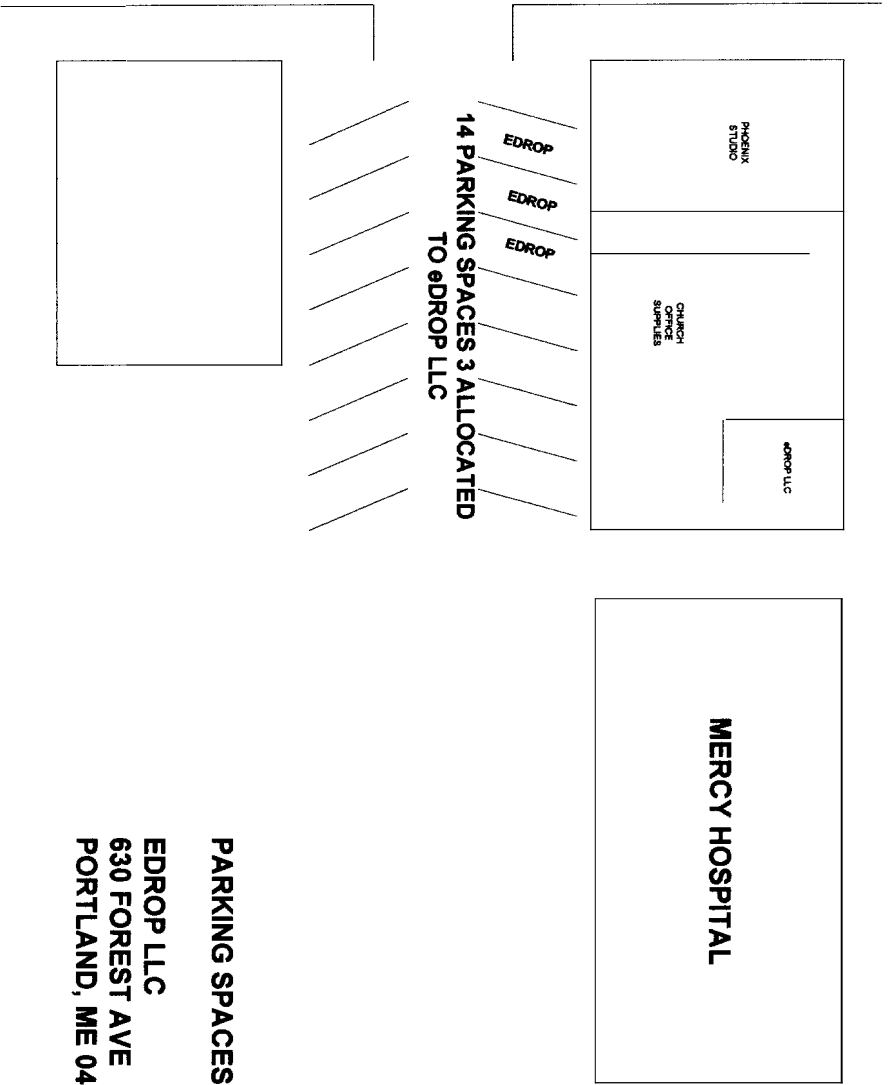 14 PARKING SPACES 3 ALLOCATED
TO eDROP LLC
EDROP
EDROP
EDROP
PHOENIX
STUDIO
CHURCH
OFFICE
SUPPLIES
eDROP LLC
MERCY HOSPITAL
PARKING SPACES
EDROP LLC
630 FOREST AVE
PORTLAND, ME 04